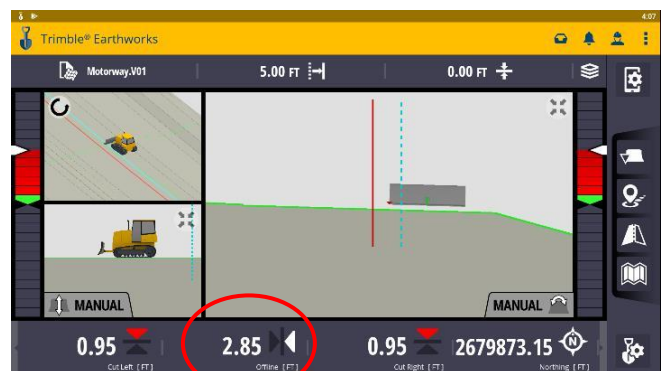 4:07
Trimble® Earthworks
Motorway.V01
5.00 FT
0.00 FT
MANUAL
MANUAL
0.95
2.85
0.95
2679873.15
N
Cut Left [FT]
Offline [FT]
Cut Right [FT]
Northing [FT]